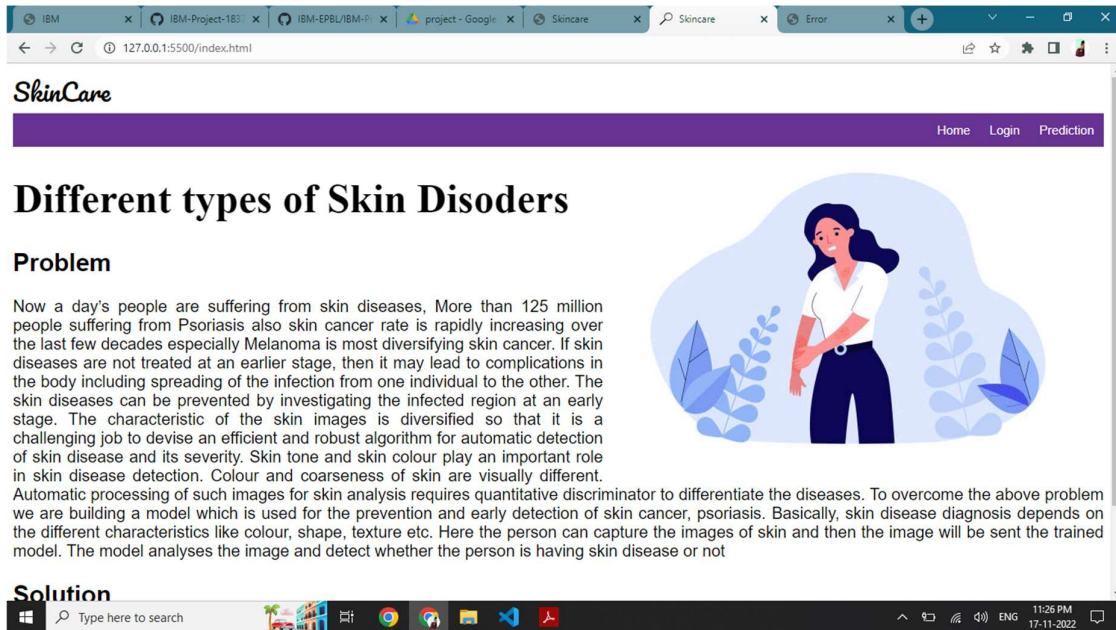 IBM
IBM-Project-1837
IBM-EPBL/IBM-Pr
project - Google
Skincare
Skincare
Error
127.0.0.1:5500/index.html
SkinCare
Home Login Prediction
Different types of Skin Disoders
Problem
Now a day's people are suffering from skin diseases, More than 125 million
people suffering from Psoriasis also skin cancer rate is rapidly increasing over
the last few decades especially Melanoma is most diversifying skin cancer. If skin
diseases are not treated at an earlier stage, then it may lead to complications in
the body including spreading of the infection from one individual to the other. The
skin diseases can be prevented by investigating the infected region at an early
stage. The characteristic of the skin images is diversified so that it is a
challenging job to devise an efficient and robust algorithm for automatic detection
of skin disease and its severity. Skin tone and skin colour play an important role
in skin disease detection. Colour and coarseness of skin are visually different.
Automatic processing of such images for skin analysis requires quantitative discriminator to differentiate the diseases. To overcome the above problem
we are building a model which is used for the prevention and early detection of skin cancer, psoriasis. Basically, skin disease diagnosis depends on
the different characteristics like colour, shape, texture etc. Here the person can capture the images of skin and then the image will be sent the trained
model. The model analyses the image and detect whether the person is having skin disease or not
Solution
Type here to search
ENG
11:26 PM
17-11-2022